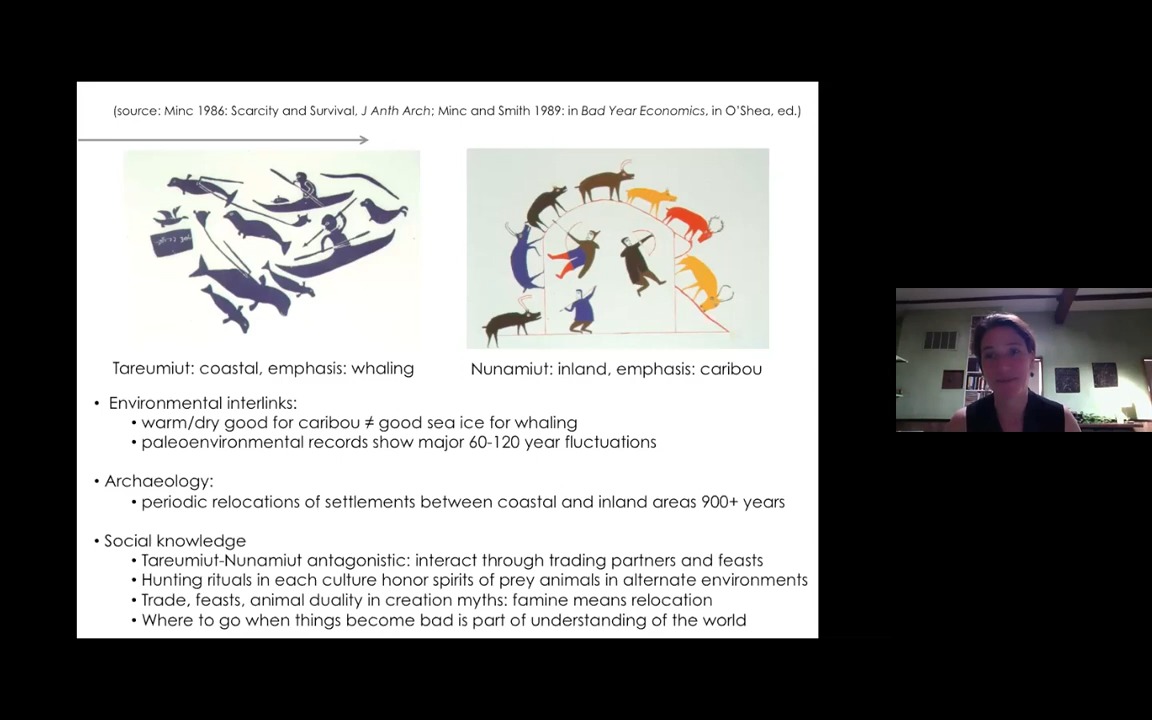 (source: Minc 1986: Scarcity and Survival, J Anth Arch; Minc and Smith 1989: in Bad Year Economics, in O'Shea, ed.)
Tareumiut: coastal, emphasis: whaling
Nunamiut: inland, emphasis: caribou
• Environmental interlinks:
• warm/dry good for caribou ≠ good sea ice for whaling
• paleoenvironmental records show major 60-120 year fluctuations
• Archaeology:
• periodic relocations of settlements between coastal and inland areas 900+ years
• Social knowledge
• Tareumiut-Nunamiut antagonistic: interact through trading partners and feasts
• Hunting rituals in each culture honor spirits of prey animals in alternate environments
• Trade, feasts, animal duality in creation myths: famine means relocation
• Where to go when things become bad is part of understanding of the world